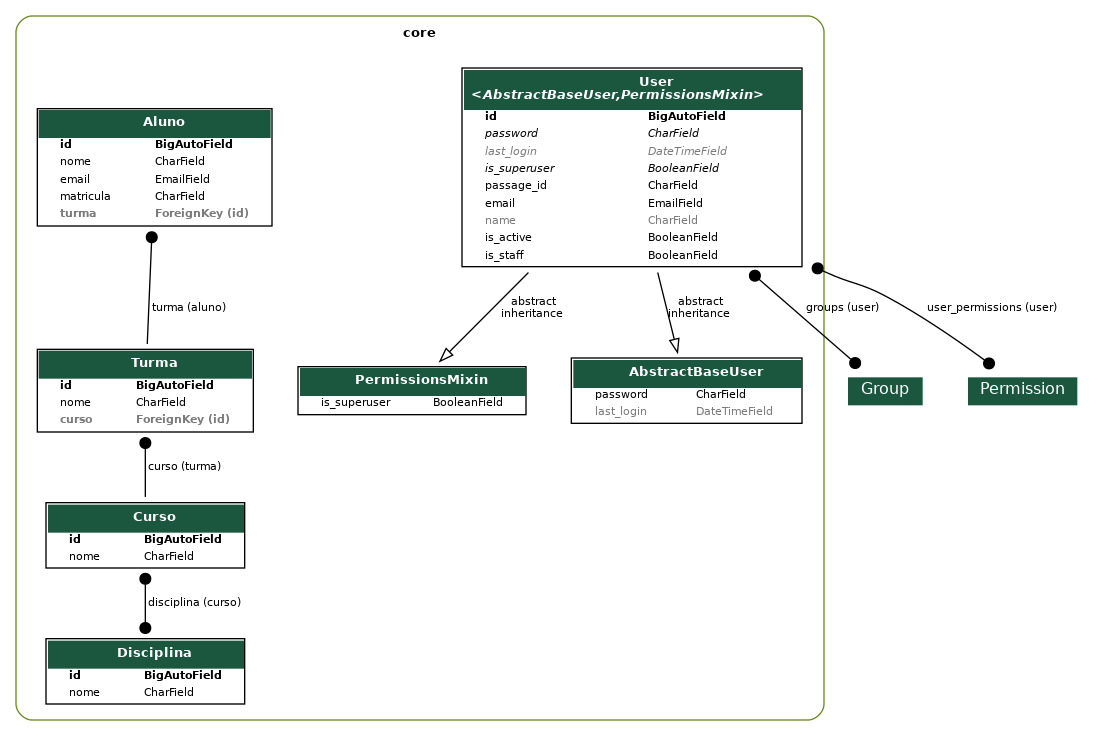 core
Aluno
id BigAutoField
nome CharField
email EmailField
matricula CharField
turma ForeignKey (id)
User
<AbstractBaseUser,PermissionsMixin>
id BigAutoField
password CharField
last_login DateTimeField
is_superuser BooleanField
passage_id CharField
email EmailField
name CharField
is_active BooleanField
is_staff BooleanField
turma (aluno)
abstract
inheritance
abstract
inheritance
groups (user)
user_permissions (user)
Turma
id BigAutoField
nome CharField
curso ForeignKey (id)
PermissionsMixin
is_superuser BooleanField
AbstractBaseUser
password CharField
last_login DateTimeField
Group
Permission
curso (turma)
Curso
id BigAutoField
nome CharField
disciplina (curso)
Disciplina
id BigAutoField
nome CharField